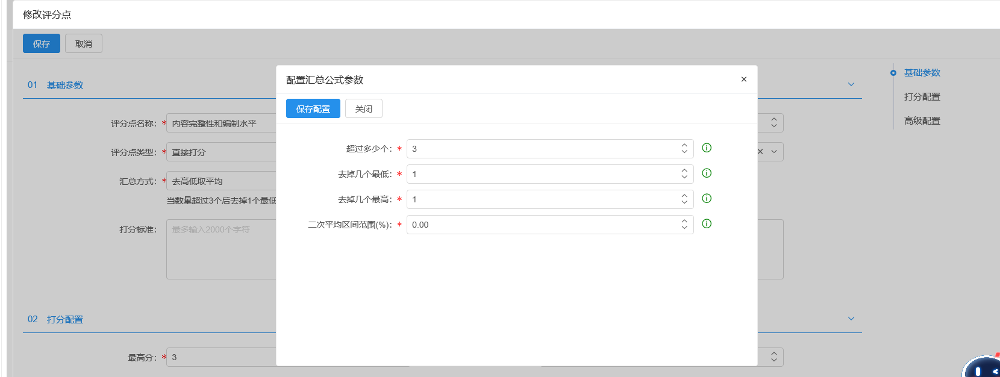 修改评分点
保存 取消
01 基础参数
基础参数
打分配置
高级配置
评分点名称： * 内容完整性和编制水平
评分点类型： * 直接打分
汇总方式： * 去高低取平均
当数量超过3个后去掉1个最低
打分标准： 最多输入2000个字符
02 打分配置
最高分： * 3
配置汇总公式参数
保存配置 关闭
超过多少个： * 3
去掉几个最低： * 1
去掉几个最高： * 1
二次平均区间范围(%)： * 0.00